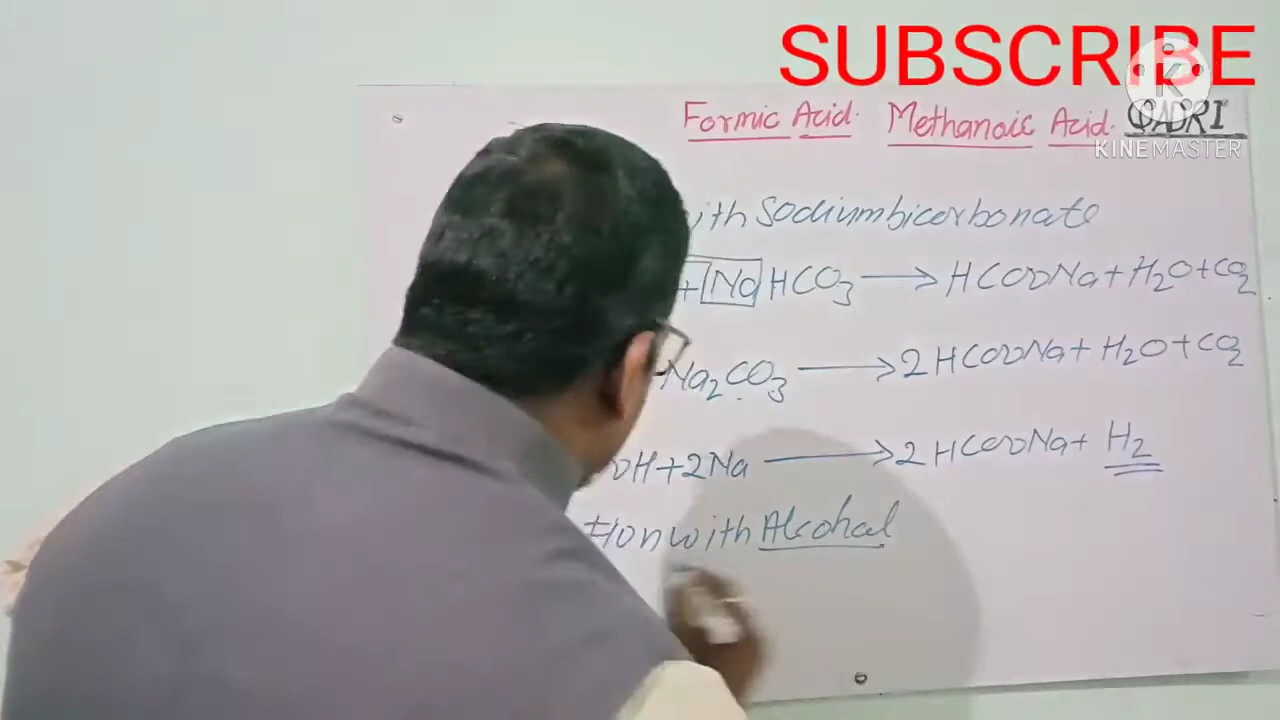 SUBSCRIBE
Formic Acid. Methanoic Acid. QADRI
K
KINEMASTER
ith Sodiumbicarbonate
+ Na HCO3 → HCOONa + H2O + CO2
Na2CO3 → 2HCOONa + H2O + CO2
OH + 2Na → 2HCOONa + H2
tion with Alcohal